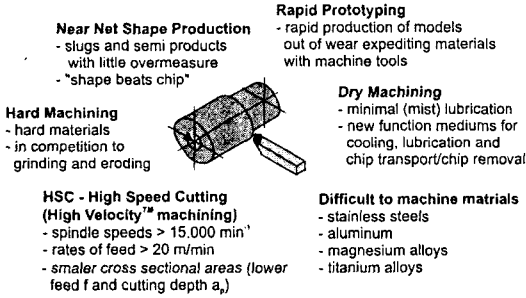 Near Net Shape Production
- slugs and semi products
with little overmeasure
- "shape beats chip"
Rapid Prototyping
- rapid production of models
out of wear expediting materials
with machine tools
Hard Machining
- hard materials
- in competition to
grinding and eroding
Dry Machining
- minimal (mist) lubrication
- new function mediums for
cooling, lubrication and
chip transport/chip removal
HSC - High Speed Cutting
(High Velocity™ machining)
- spindle speeds > 15.000 min⁻¹
- rates of feed > 20 m/min
- smaler cross sectional areas (lower
feed f and cutting depth aₚ)
Difficult to machine matrials
- stainless steels
- aluminum
- magnesium alloys
- titanium alloys